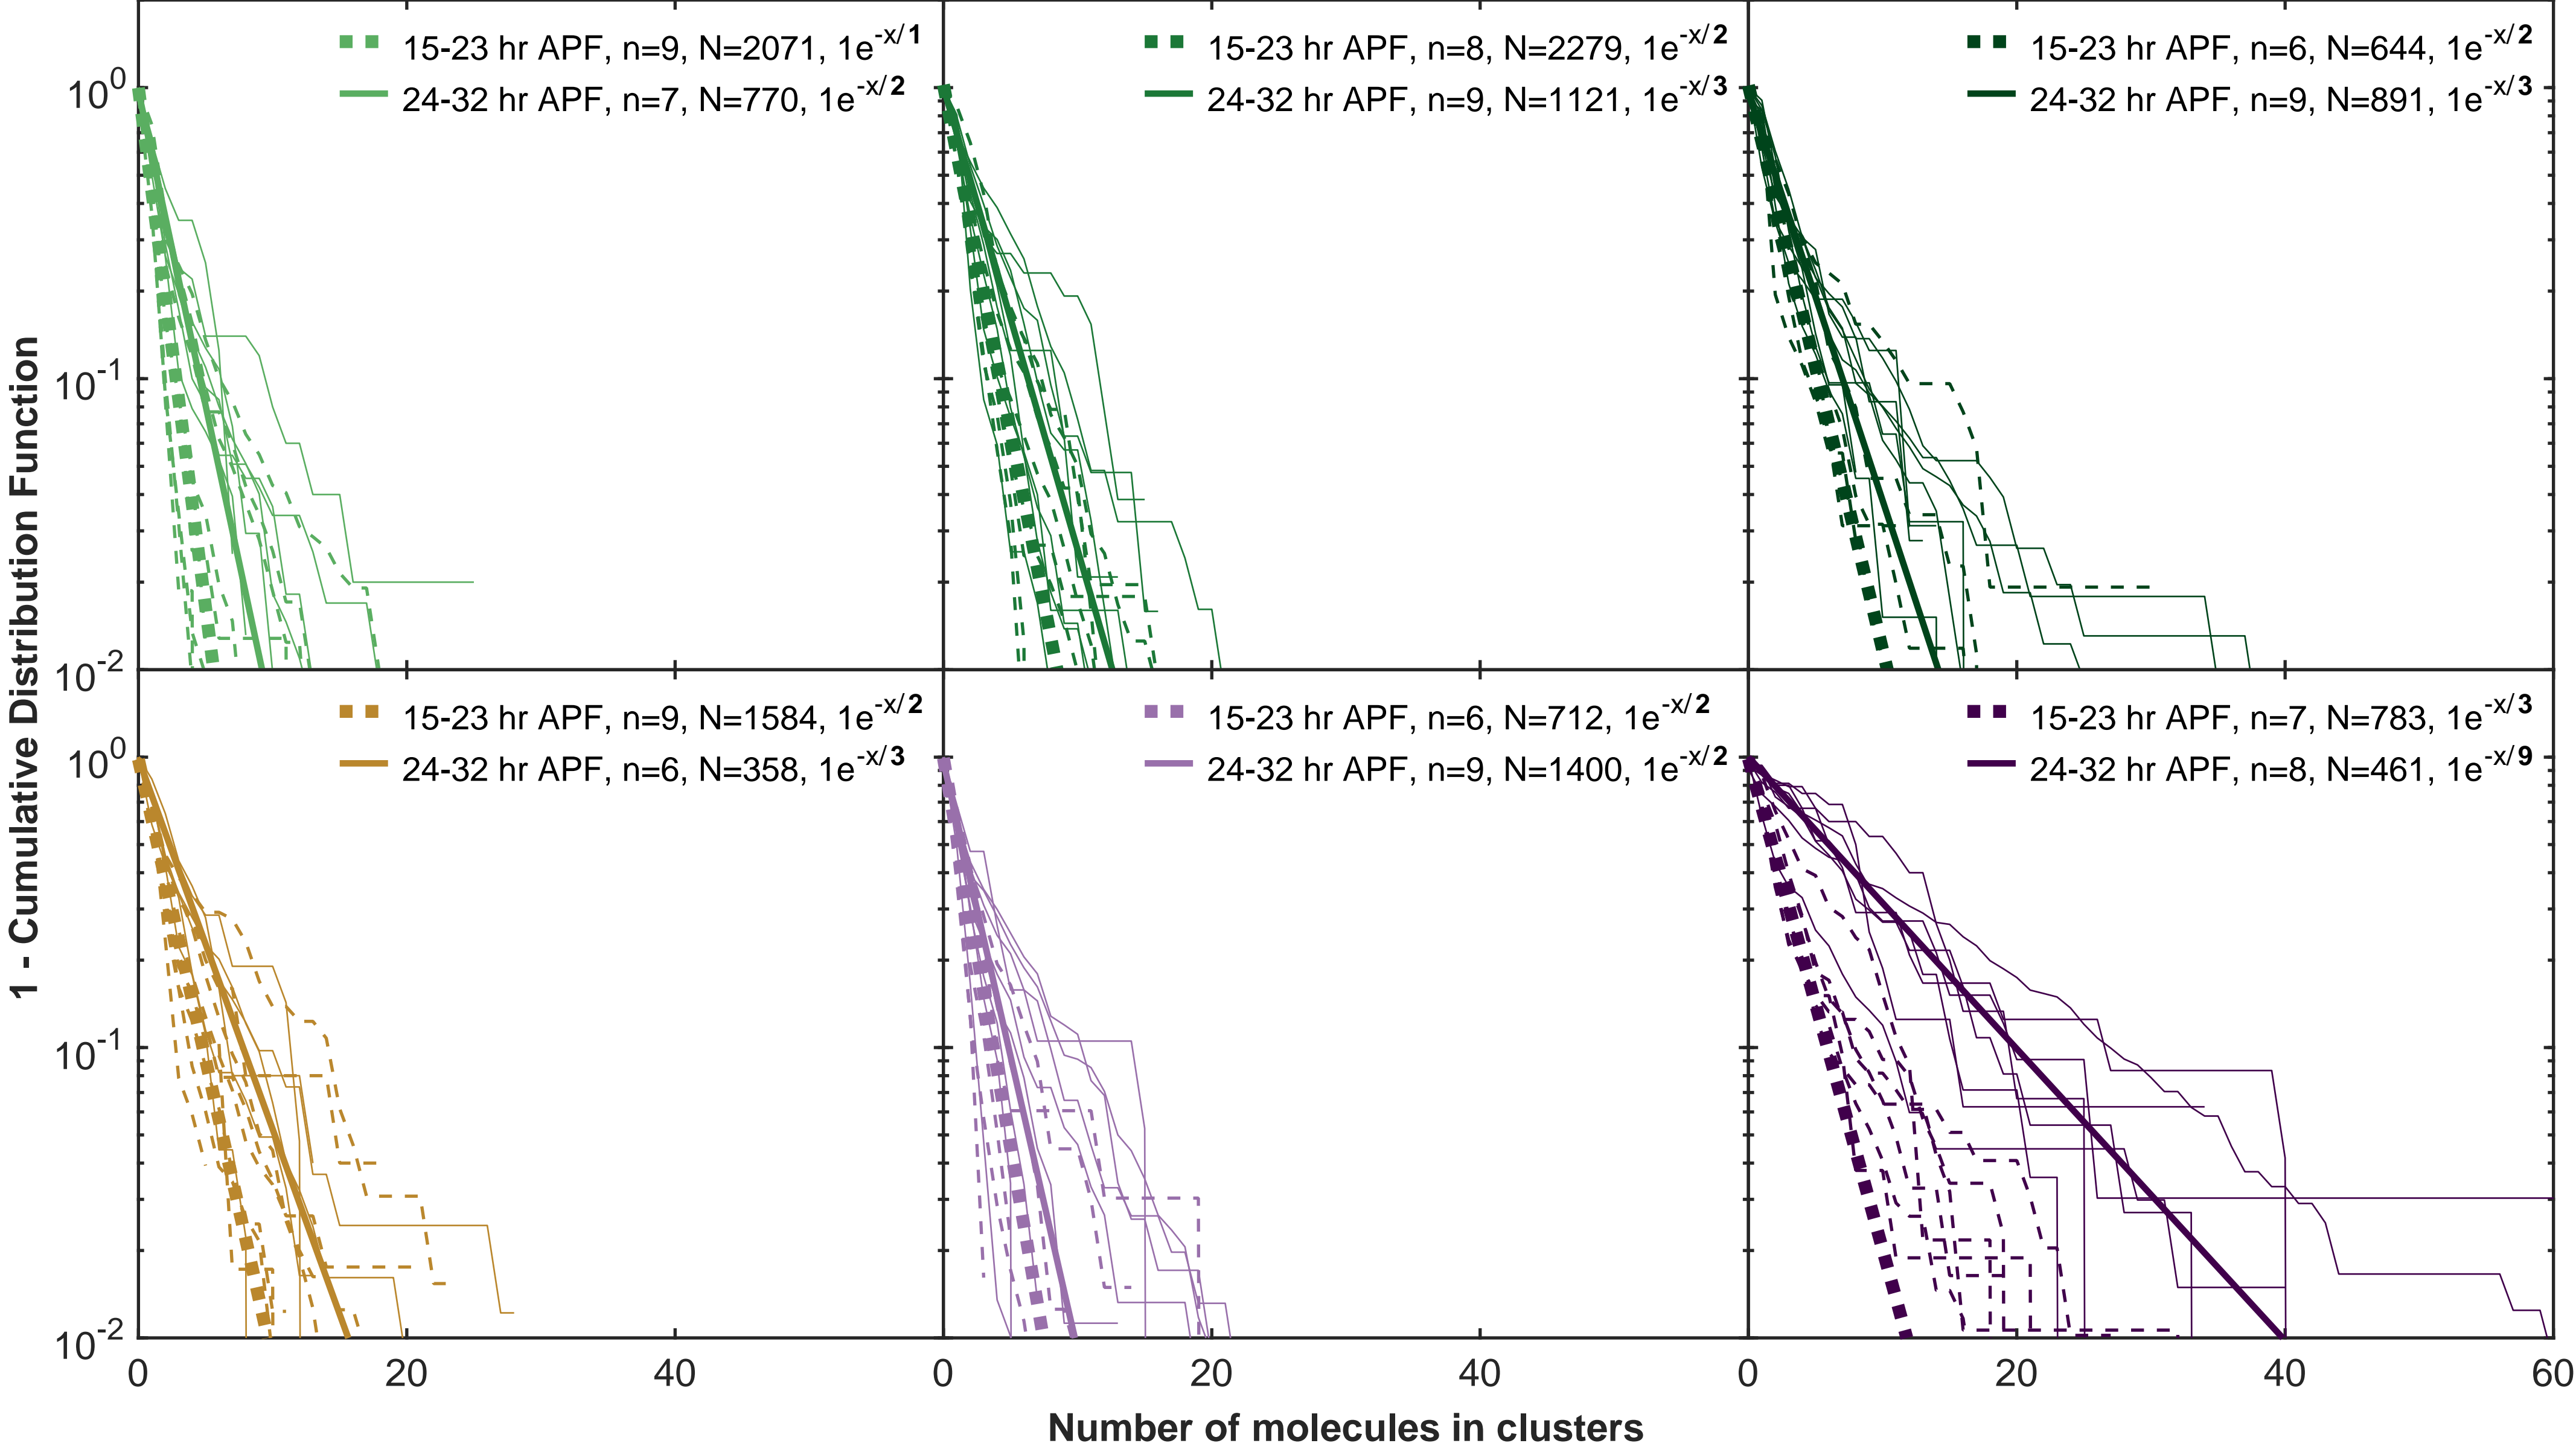 15-23 hr APF, n=9, N=2071, 1e^-x/1
24-32 hr APF, n=7, N=770, 1e^-x/2
15-23 hr APF, n=8, N=2279, 1e^-x/2
24-32 hr APF, n=9, N=1121, 1e^-x/3
15-23 hr APF, n=6, N=644, 1e^-x/2
24-32 hr APF, n=9, N=891, 1e^-x/3
10^0
10^-1
10^-2
15-23 hr APF, n=9, N=1584, 1e^-x/2
24-32 hr APF, n=6, N=358, 1e^-x/3
15-23 hr APF, n=6, N=712, 1e^-x/2
24-32 hr APF, n=9, N=1400, 1e^-x/2
15-23 hr APF, n=7, N=783, 1e^-x/3
24-32 hr APF, n=8, N=461, 1e^-x/9
10^0
10^-1
10^-2
0 20 40 0 20 40 0 20 40 60
1 - Cumulative Distribution Function
Number of molecules in clusters